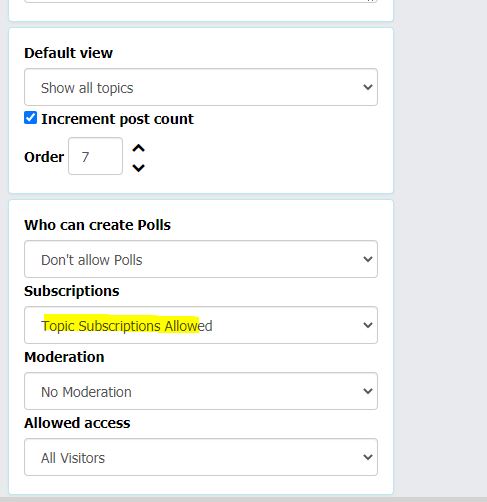 Default view
Show all topics
Increment post count
Order 7
Who can create Polls
Don't allow Polls
Subscriptions
Topic Subscriptions Allowed
Moderation
No Moderation
Allowed access
All Visitors